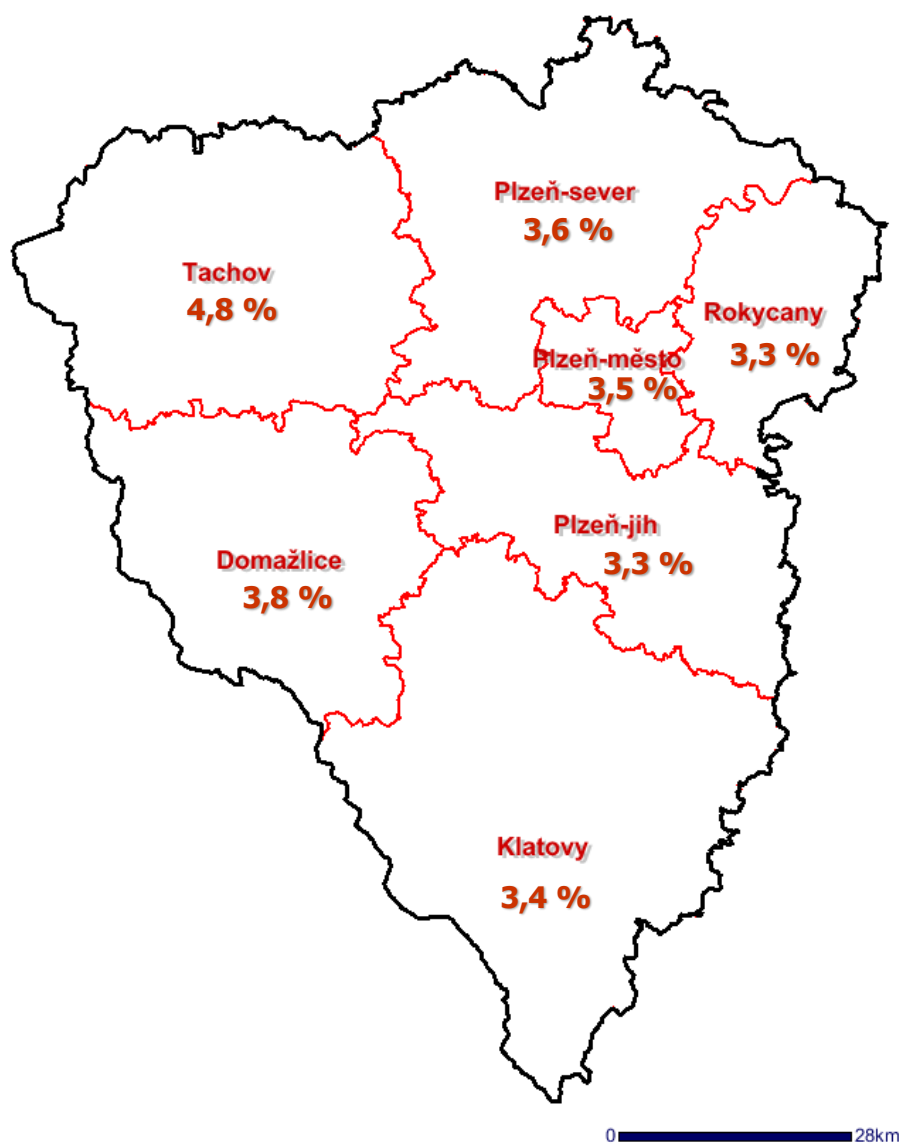 Plzeň-sever
3,6 %
Tachov
4,8 %
Rokycany
3,3 %
Plzeň-město
3,5 %
Plzeň-jih
3,3 %
Domažlice
3,8 %
Klatovy
3,4 %
0 28km